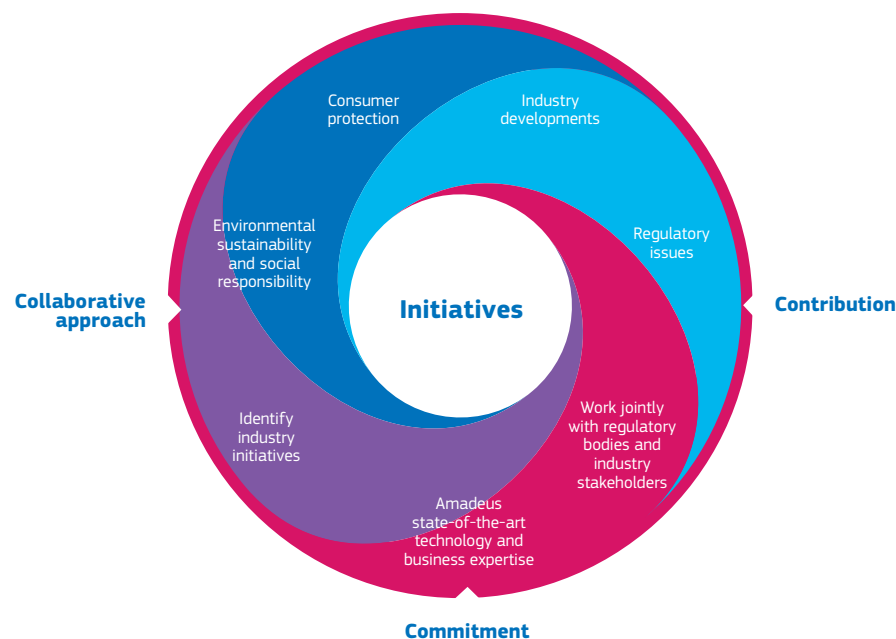 Consumer
protection
Industry
developments
Environmental
sustainability
and social
responsibility
Regulatory
issues
Collaborative
approach
Initiatives
Contribution
Identify
industry
initiatives
Work jointly
with regulatory
bodies and
industry
stakeholders
Amadeus
state-of-the-art
technology and
business expertise
Commitment